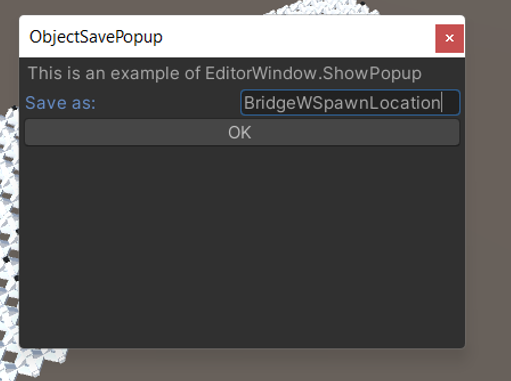 ObjectSavePopup
This is an example of EditorWindow.ShowPopup
Save as: BridgeWSpawnLocation
OK